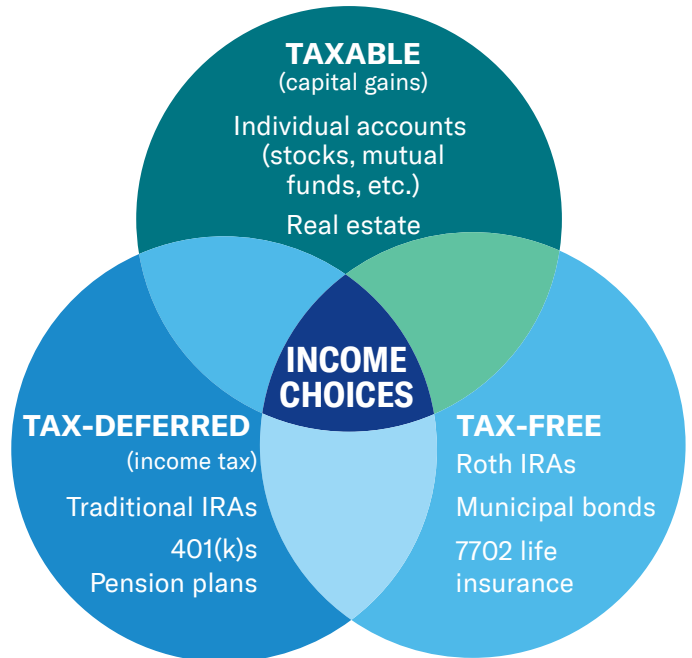 TAXABLE
(capital gains)
Individual accounts
(stocks, mutual
funds, etc.)
Real estate
INCOME
CHOICES
TAX-DEFERRED
(income tax)
Traditional IRAs
401(k)s
Pension plans
TAX-FREE
Roth IRAs
Municipal bonds
7702 life
insurance